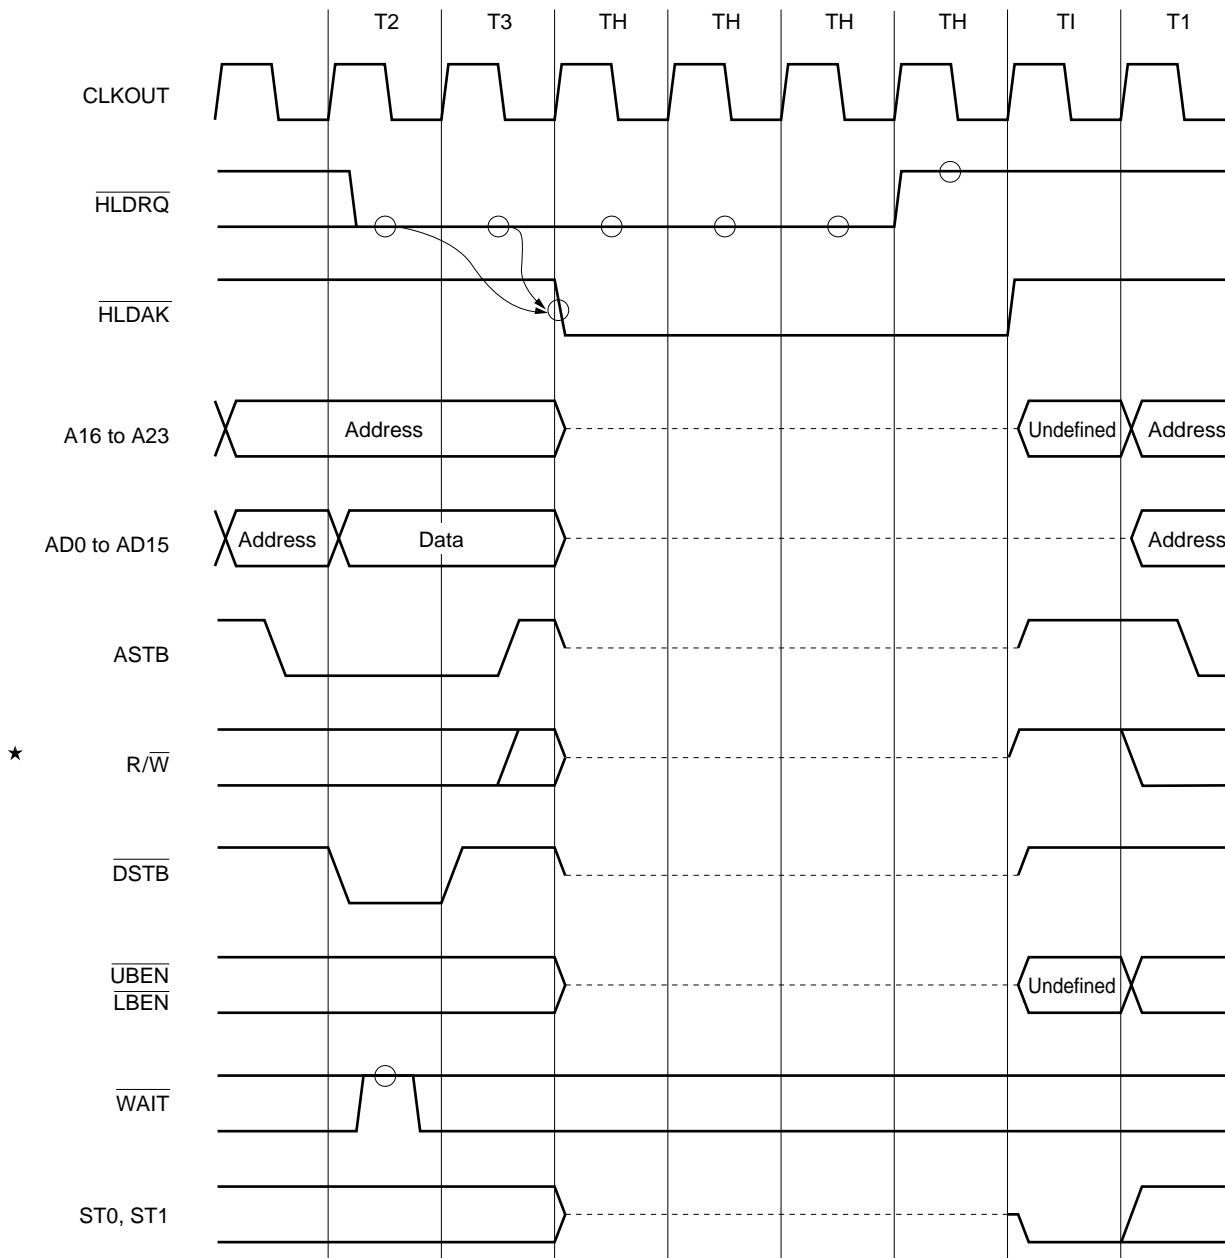 T2 T3 TH TH TH TH TI T1
CLKOUT
HLDRQ
HLDAK
A16 to A23 Address Undefined Address
AD0 to AD15 Address Data Address
ASTB
★ R/W
DSTB
UBEN
LBEN
Undefined
WAIT
ST0, ST1